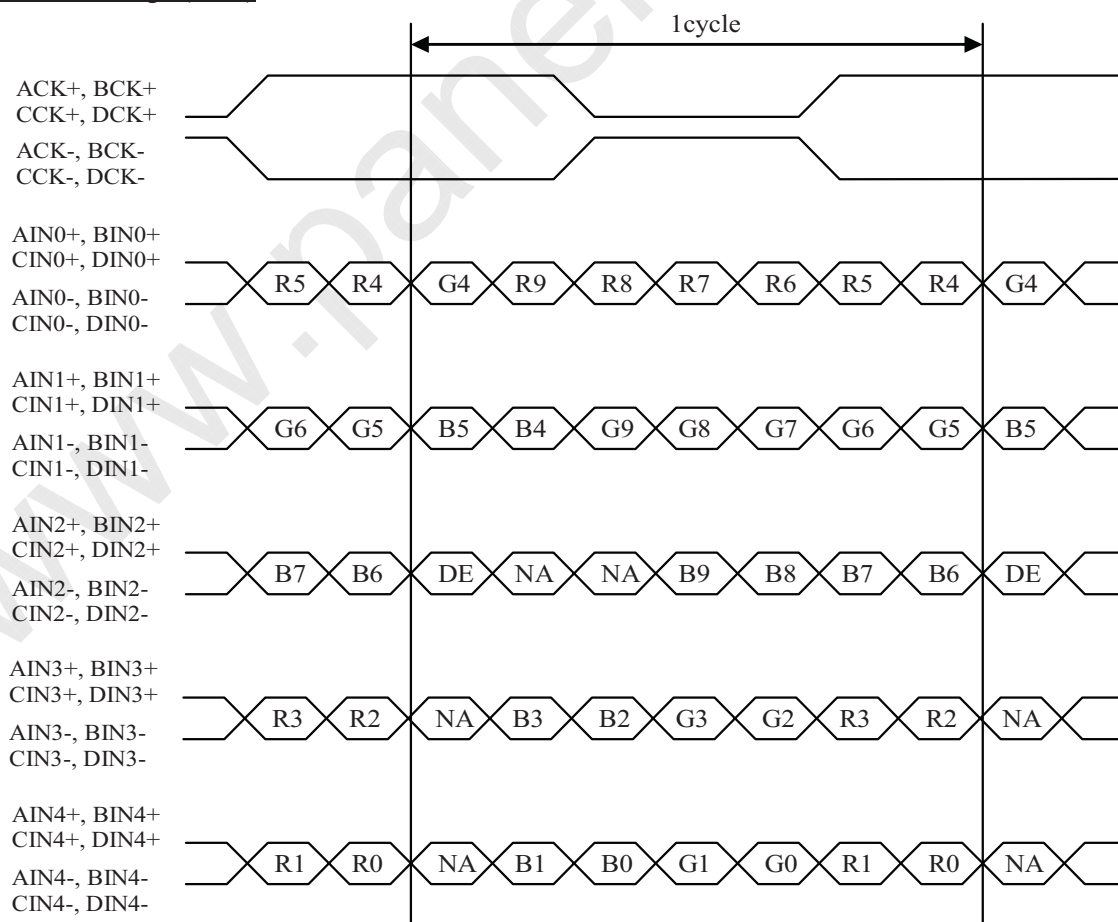 1cycle
ACK+, BCK+
CCK+, DCK+
ACK-, BCK-
CCK-, DCK-
AIN0+, BIN0+
CIN0+, DIN0+
AIN0-, BIN0-
CIN0-, DIN0-
R5 R4 G4 R9 R8 R7 R6 R5 R4 G4
AIN1+, BIN1+
CIN1+, DIN1+
AIN1-, BIN1-
CIN1-, DIN1-
G6 G5 B5 B4 G9 G8 G7 G6 G5 B5
AIN2+, BIN2+
CIN2+, DIN2+
AIN2-, BIN2-
CIN2-, DIN2-
B7 B6 DE NA NA B9 B8 B7 B6 DE
AIN3+, BIN3+
CIN3+, DIN3+
AIN3-, BIN3-
CIN3-, DIN3-
R3 R2 NA B3 B2 G3 G2 R3 R2 NA
AIN4+, BIN4+
CIN4+, DIN4+
AIN4-, BIN4-
CIN4-, DIN4-
R1 R0 NA B1 B0 G1 G0 R1 R0 NA
www.pane